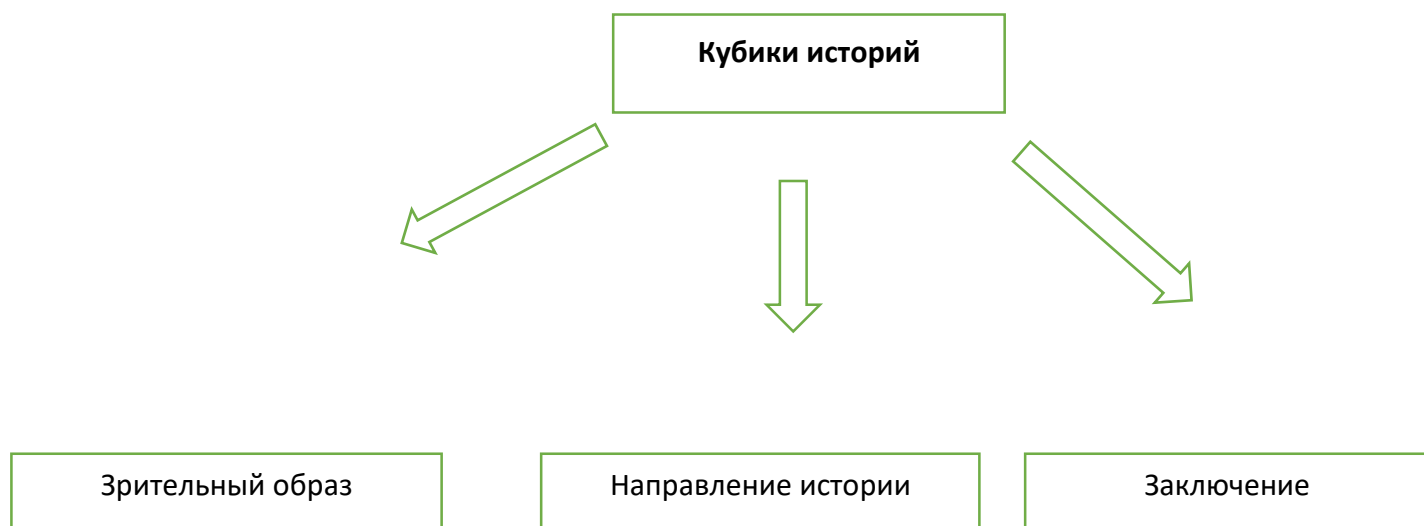 Кубики историй
Зрительный образ
Направление истории
Заключение